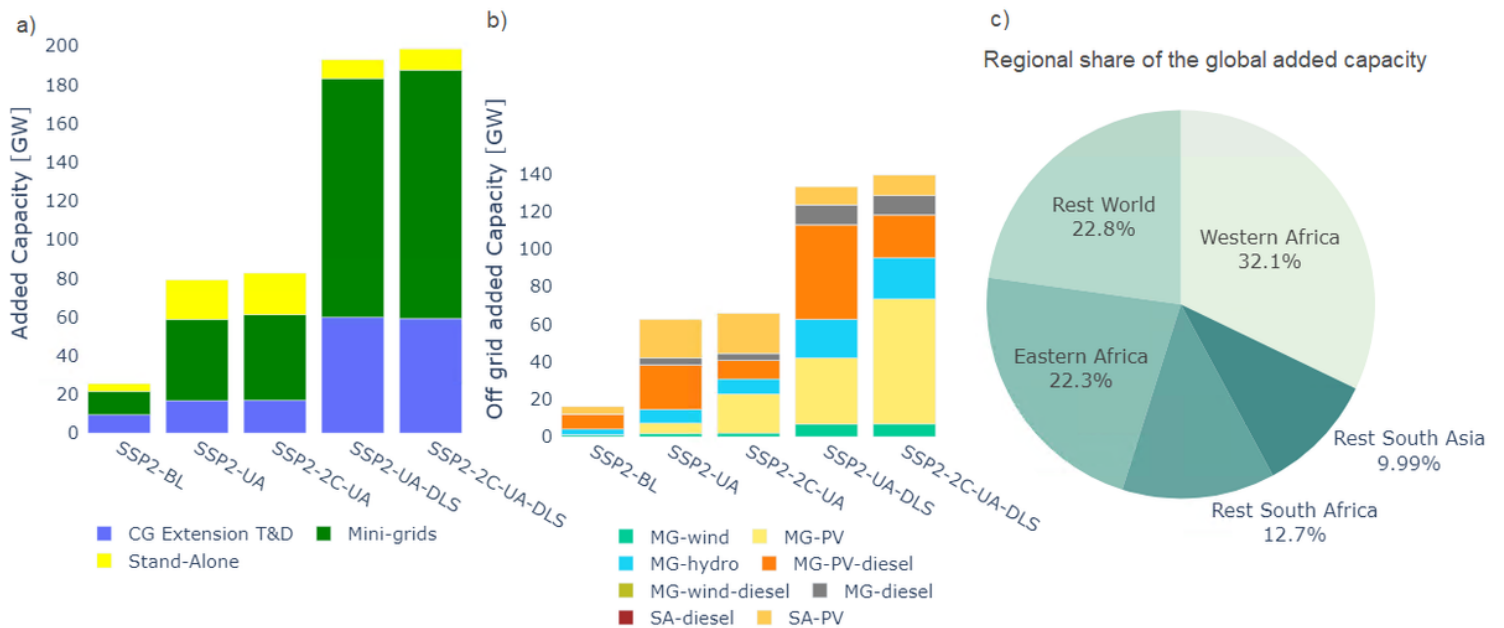 a)
Added Capacity [GW]
200
180
160
140
120
100
80
60
40
20
0
SSP2-BL
SSP2-UA
SSP2-2C-UA
SSP2-UA-DLS
SSP2-2C-UA-DLS
CG Extension T&D
Mini-grids
Stand-Alone
b)
Off grid added Capacity [GW]
140
120
100
80
60
40
20
0
SSP2-BL
SSP2-UA
SSP2-2C-UA
SSP2-UA-DLS
SSP2-2C-UA-DLS
MG-wind
MG-PV
MG-hydro
MG-PV-diesel
MG-wind-diesel
MG-diesel
SA-diesel
SA-PV
c)
Regional share of the global added capacity
Rest World
22.8%
Western Africa
32.1%
Eastern Africa
22.3%
Rest South Asia
9.99%
Rest South Africa
12.7%